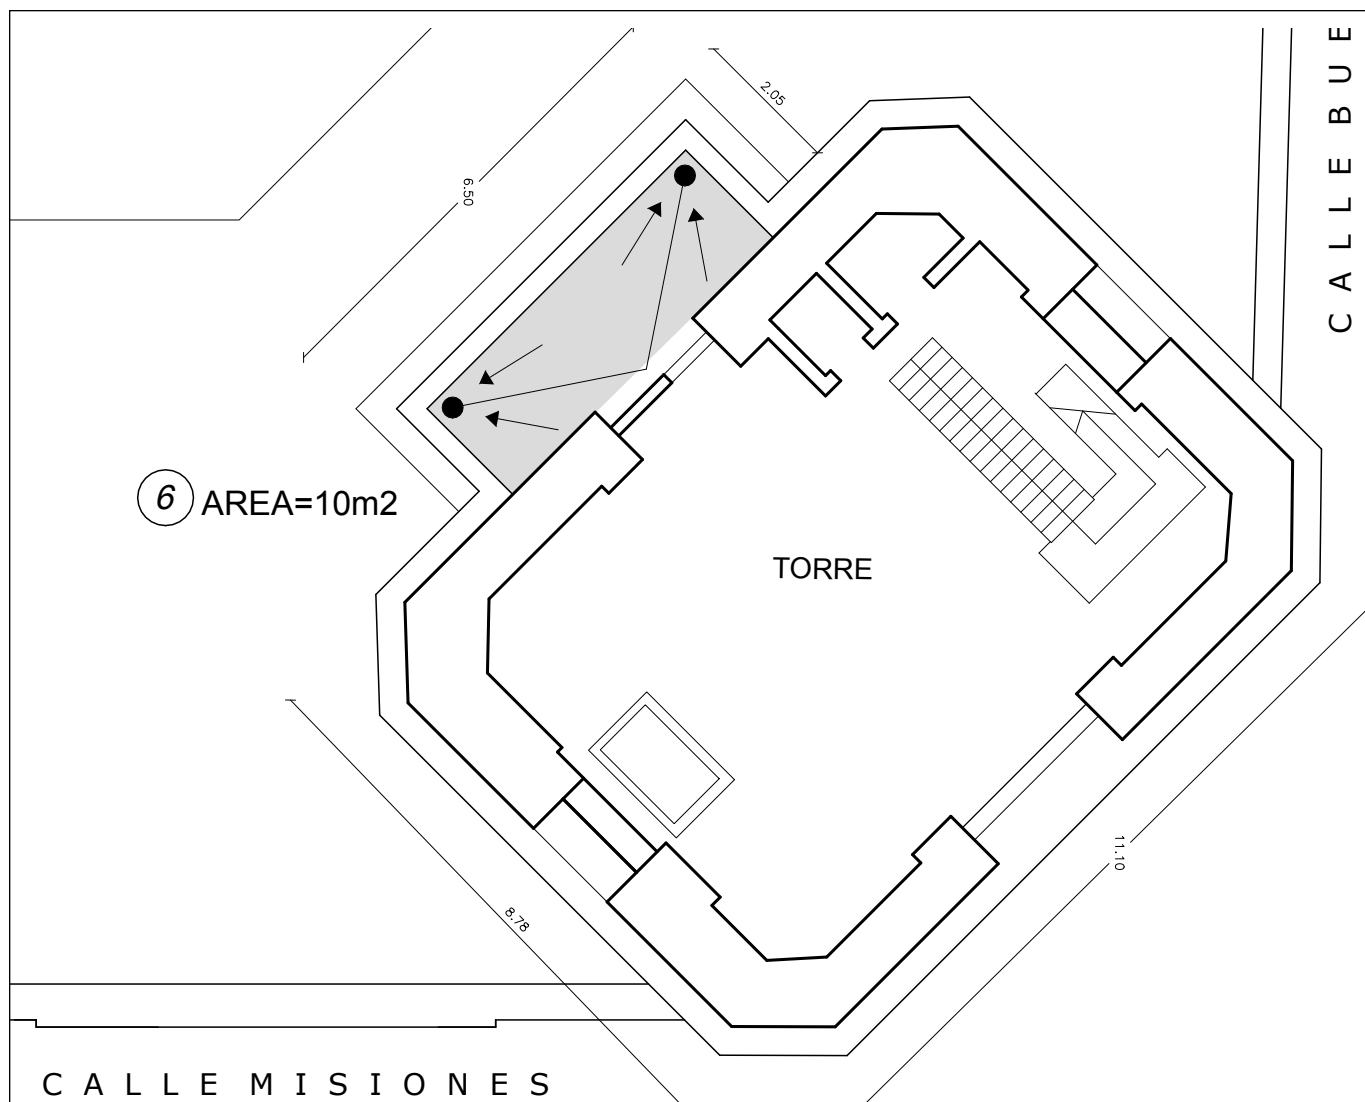 CALLE BUE
2.05
6.50
6 AREA=10m2
TORRE
11.10
8.78
CALLE MISIONES